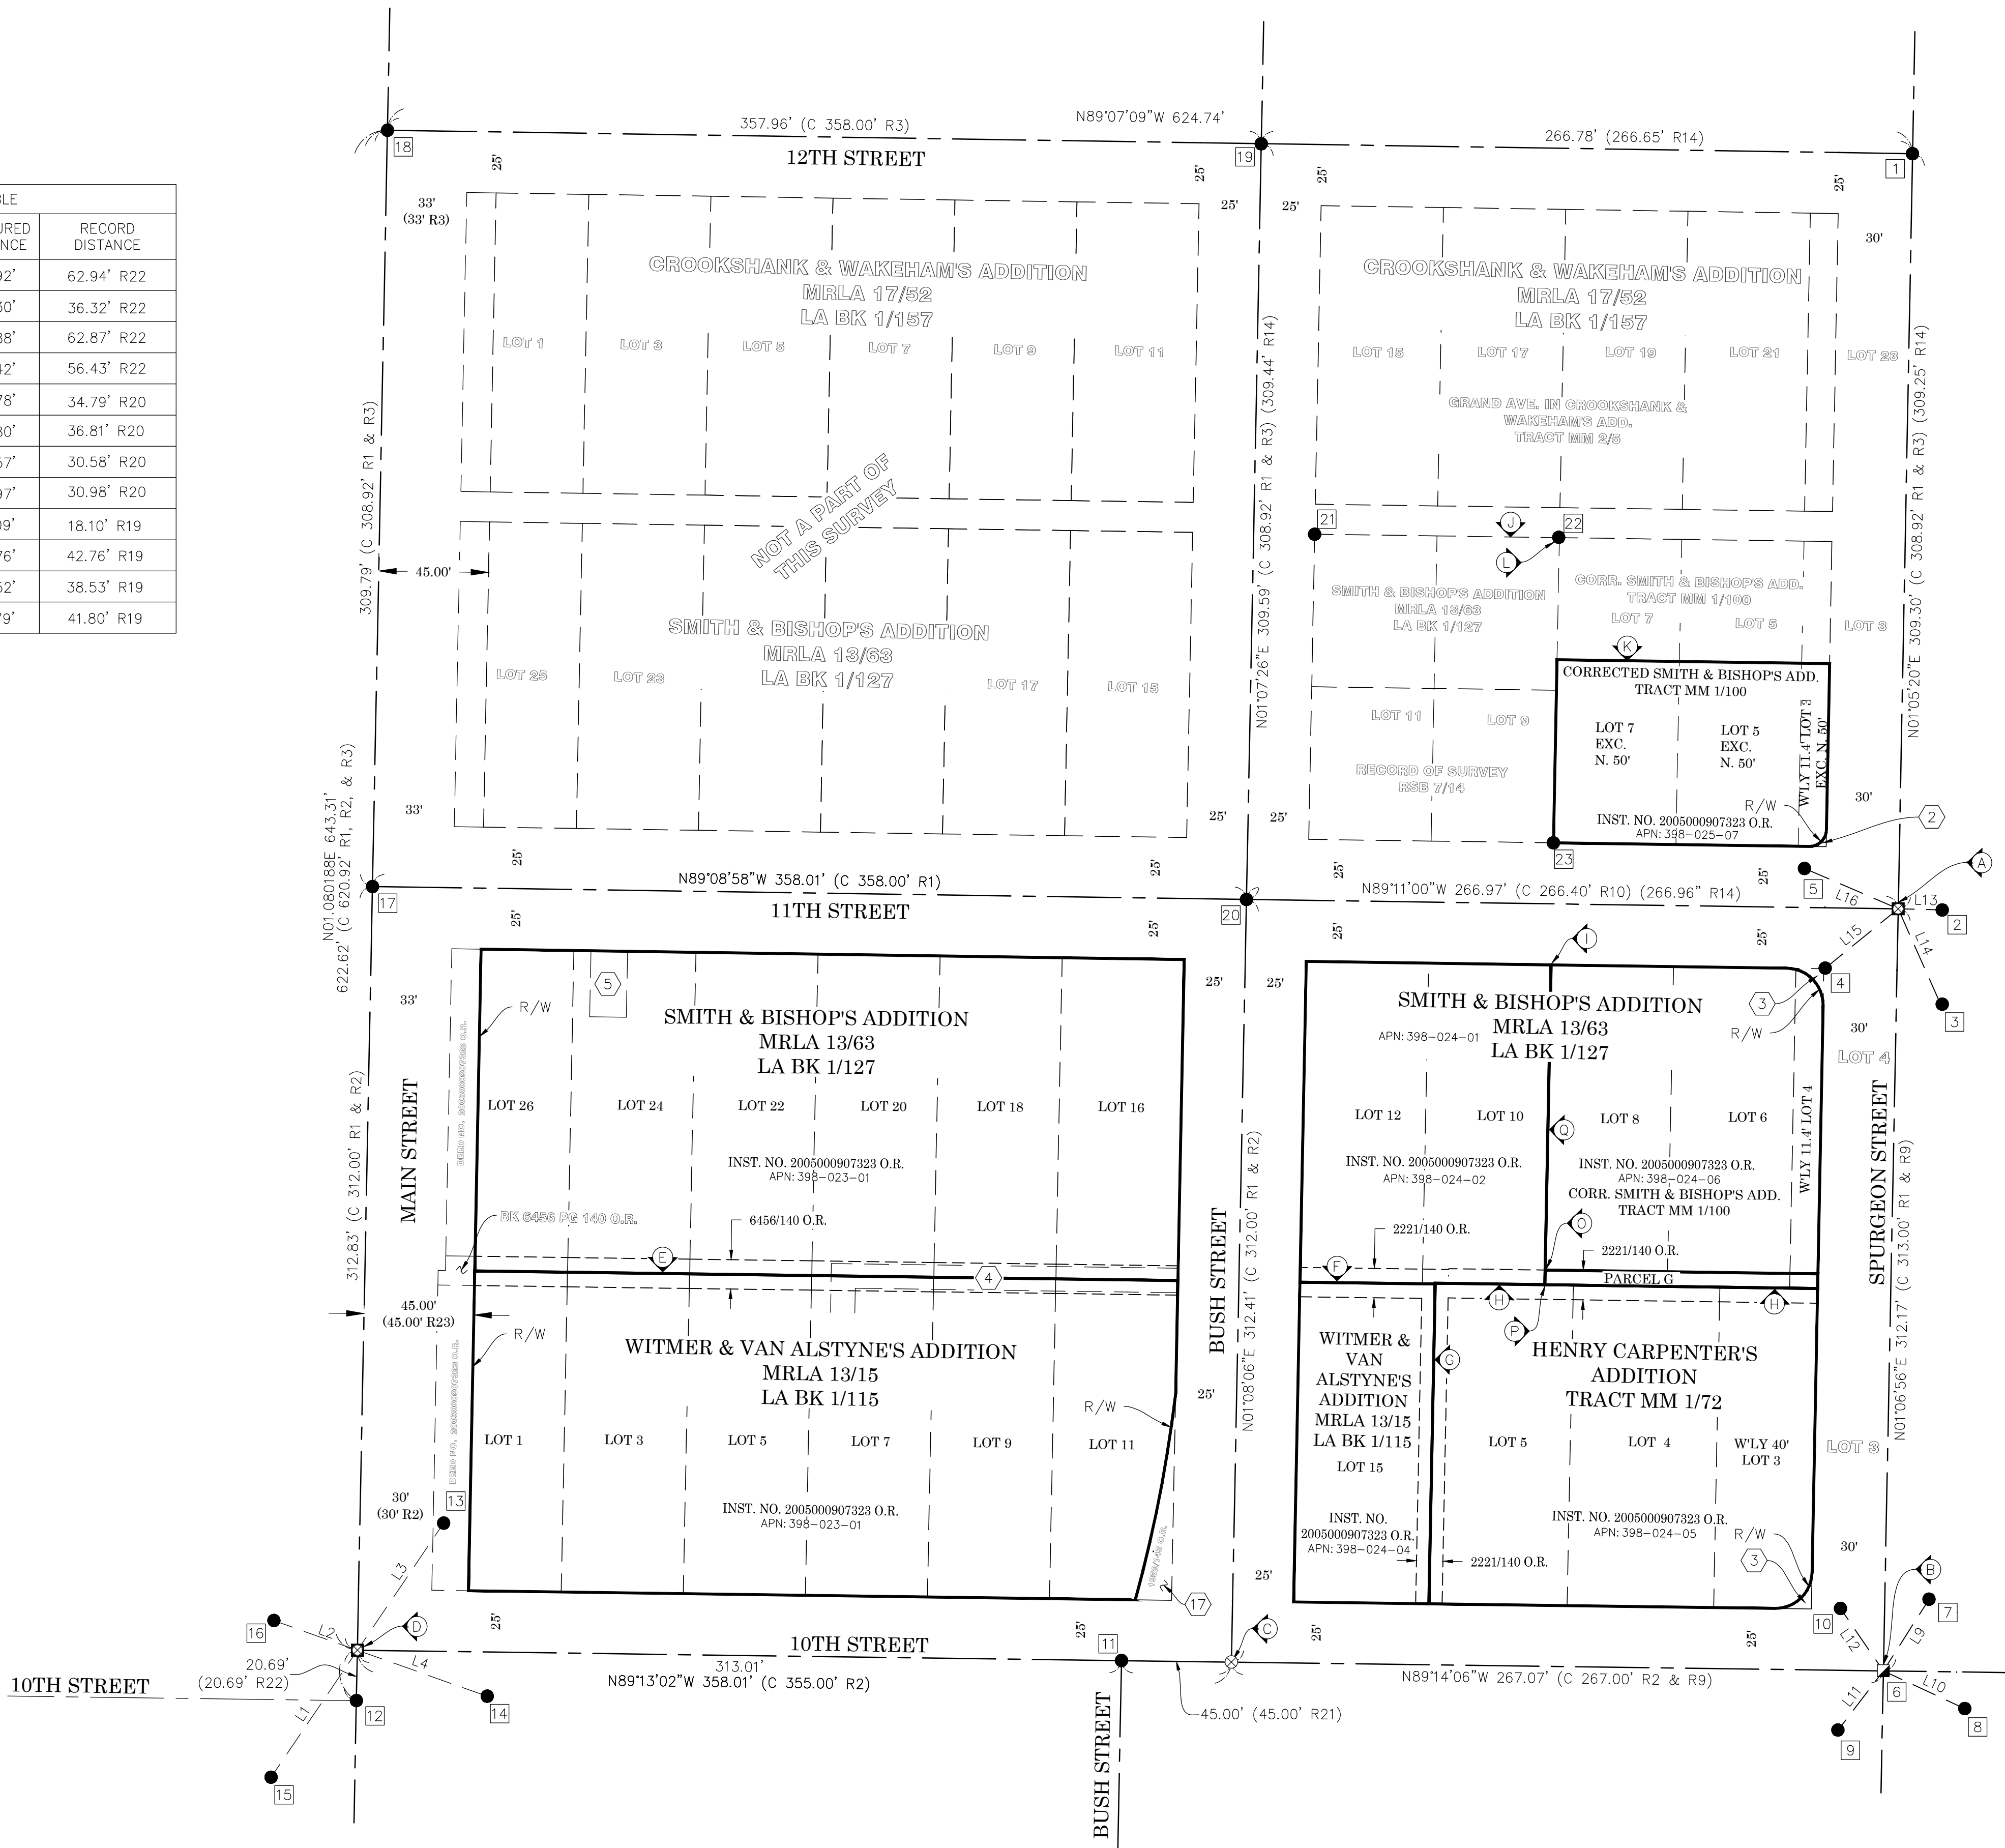 BLE
URED
NCE
RECORD
DISTANCE
92'
62.94' R22
30'
36.32' R22
88'
62.87' R22
42'
56.43' R22
78'
34.79' R20
80'
36.81' R20
57'
30.58' R20
97'
30.98' R20
09'
18.10' R19
76'
42.76' R19
52'
38.53' R19
79'
41.80' R19
357.96' (C 358.00' R3)
N89°07'09"W 624.74'
266.78' (266.65' R14)
18
12TH STREET
19
1
25'
25'
25'
25'
33'
(33' R3)
25'
25'
30'
CROOKSHANK & WAKEHAM'S ADDITION
MRLA 17/52
LA BK 1/157
LOT 1
LOT 3
LOT 5
LOT 7
LOT 9
LOT 11
CROOKSHANK & WAKEHAM'S ADDITION
MRLA 17/52
LA BK 1/157
LOT 15
LOT 17
LOT 19
LOT 21
LOT 23
GRAND AVE. IN CROOKSHANK &
WAKEHAM'S ADD.
TRACT MM 2/5
309.79' (C 308.92' R1 & R3)
N01°07'26"E 309.59' (C 308.92' R1 & R3) (309.44' R14)
N01°05'20"E 309.30' (C 308.92' R1 & R3) (309.25' R14)
NOT A PART OF
THIS SURVEY
45.00'
21
J
22
L
SMITH & BISHOP'S ADDITION
MRLA 13/63
LA BK 1/127
CORR. SMITH & BISHOP'S ADD.
TRACT MM 1/100
LOT 7
LOT 5
LOT 3
K
SMITH & BISHOP'S ADDITION
MRLA 13/63
LA BK 1/127
LOT 25
LOT 23
LOT 17
LOT 15
CORRECTED SMITH & BISHOP'S ADD.
TRACT MM 1/100
LOT 11
LOT 9
LOT 7
EXC.
N. 50'
LOT 5
EXC.
N. 50'
W'LY 11.4' LOT 3
EXC. N. 50'
RECORD OF SURVEY
RSB 7/14
R/W
INST. NO. 2005000907323 O.R.
APN: 398-025-07
33'
25'
25'
30'
2
N01.080188E 643.31'
622.62' (C 620.92' R1, R2, & R3)
25'
25'
25'
25'
23
5
A
17
N89°08'58"W 358.01' (C 358.00' R1)
11TH STREET
20
N89°11'00"W 266.97' (C 266.40' R10) (266.96" R14)
L16
L13
2
L15
L14
25'
25'
25'
25'
I
4
3
33'
5
R/W
25'
25'
3
R/W
30'
SMITH & BISHOP'S ADDITION
MRLA 13/63
LA BK 1/127
SMITH & BISHOP'S ADDITION
MRLA 13/63
LA BK 1/127
APN: 398-024-01
LOT 4
DEED NO. 2005000907323 O.R.
MAIN STREET
LOT 26
LOT 24
LOT 22
LOT 20
LOT 18
LOT 16
LOT 12
LOT 10
Q
LOT 8
LOT 6
W'LY 11.4' LOT 4
SPURGEON STREET
312.83' (C 312.00' R1 & R2)
INST. NO. 2005000907323 O.R.
APN: 398-023-01
INST. NO. 2005000907323 O.R.
APN: 398-024-02
INST. NO. 2005000907323 O.R.
APN: 398-024-06
CORR. SMITH & BISHOP'S ADD.
TRACT MM 1/100
BK 6456 PG 140 O.R.
6456/140 O.R.
2221/140 O.R.
O
2221/140 O.R.
E
4
F
PARCEL G
H
H
45.00'
(45.00' R23)
R/W
BUSH STREET
N01°08'06"E 312.41' (C 312.00' R1 & R2)
N01°06'56"E 312.17' (C 313.00' R1 & R9)
WITMER & VAN ALSTYNE'S ADDITION
MRLA 13/15
LA BK 1/115
WITMER &
VAN
ALSTYNE'S
ADDITION
MRLA 13/15
LA BK 1/115
LOT 15
P
G
HENRY CARPENTER'S
ADDITION
TRACT MM 1/72
25'
R/W
DEED NO. 2005000907323 O.R.
LOT 1
LOT 3
LOT 5
LOT 7
LOT 9
LOT 11
LOT 5
LOT 4
W'LY 40'
LOT 3
LOT 3
30'
(30' R2)
13
INST. NO. 2005000907323 O.R.
APN: 398-023-01
INST. NO.
2005000907323 O.R.
APN: 398-024-04
INST. NO. 2005000907323 O.R.
APN: 398-024-05
R/W
30'
2221/140 O.R.
3
B
L3
25'
17
7
16
L2
D
25'
25'
25'
25'
10
L12
L9
10TH STREET
11
C
20.69'
(20.69' R22)
L4
313.01'
N89°13'02"W 358.01' (C 355.00' R2)
N89°14'06"W 267.07' (C 267.00' R2 & R9)
6
L10
L11
10TH STREET
L1
12
14
45.00' (45.00' R21)
8
9
15
BUSH STREET